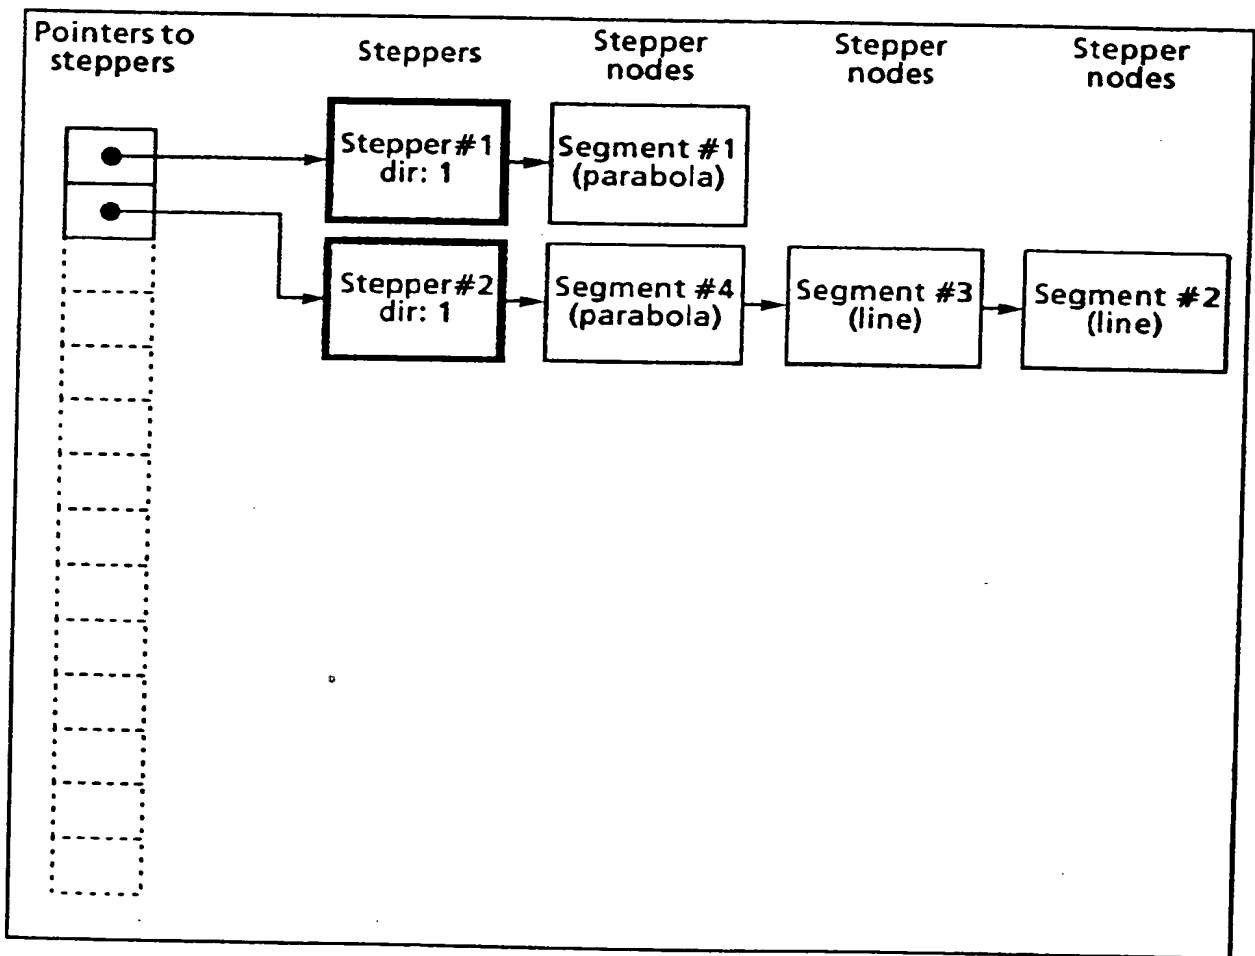 Pointers to
steppers
Steppers
Stepper
nodes
Stepper
nodes
Stepper
nodes
Stepper#1
dir: 1
Segment #1
(parabola)
Stepper#2
dir: 1
Segment #4
(parabola)
Segment #3
(line)
Segment #2
(line)